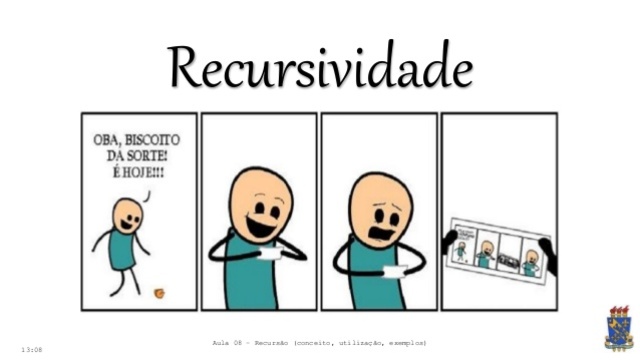 Recursividade
OBA, BISCOITO
DA SORTE!
É HOJE!!!
13:08
Aula 08 - Recursão (conceito, utilização, exemplos)